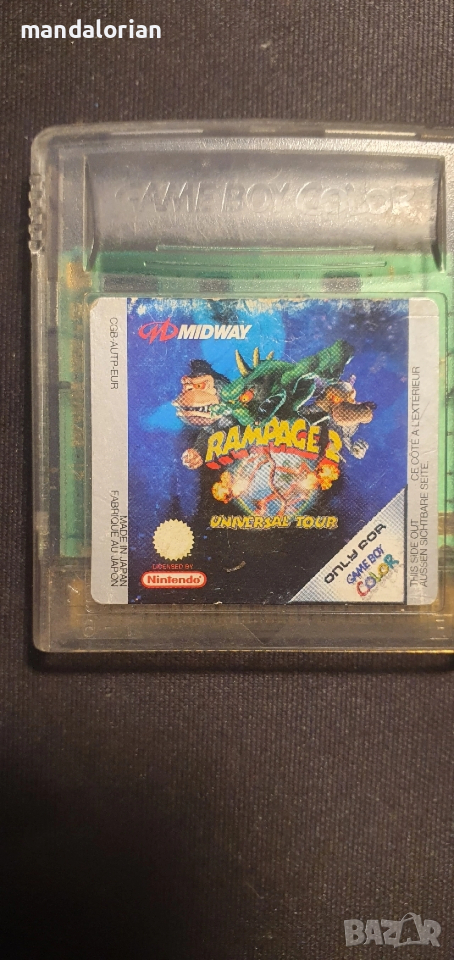 mandalorian
GAME BOY COLOR
MIDWAY
RAMPAGE 2
UNIVERSAL TOUR
LICENSED BY
Nintendo
ONLY FOR
GAME BOY
COLOR
CGB-AUTP-EUR
MADE IN JAPAN
FABRIQUÉ AU JAPON
THIS SIDE OUT CE CÔTÉ À L'EXTÉRIEUR
AUSSEN SICHTBARE SEITE
BAZAR